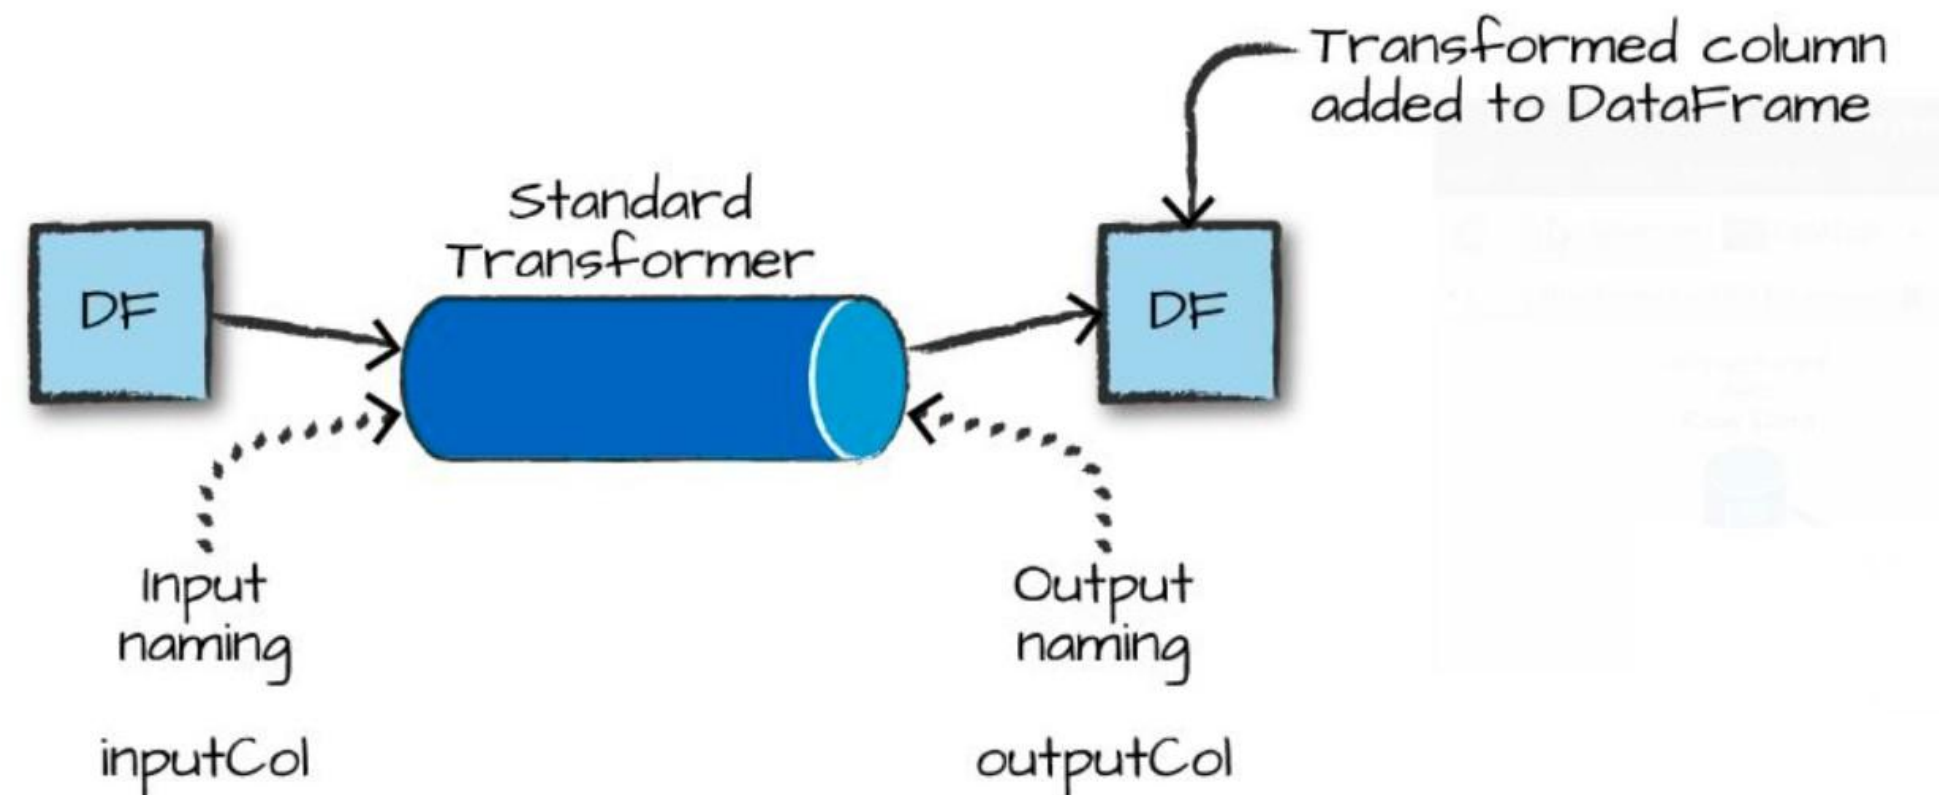 Transformed column
added to DataFrame
Standard
Transformer
DF
DF
Input
naming
Output
naming
inputCol
outputCol